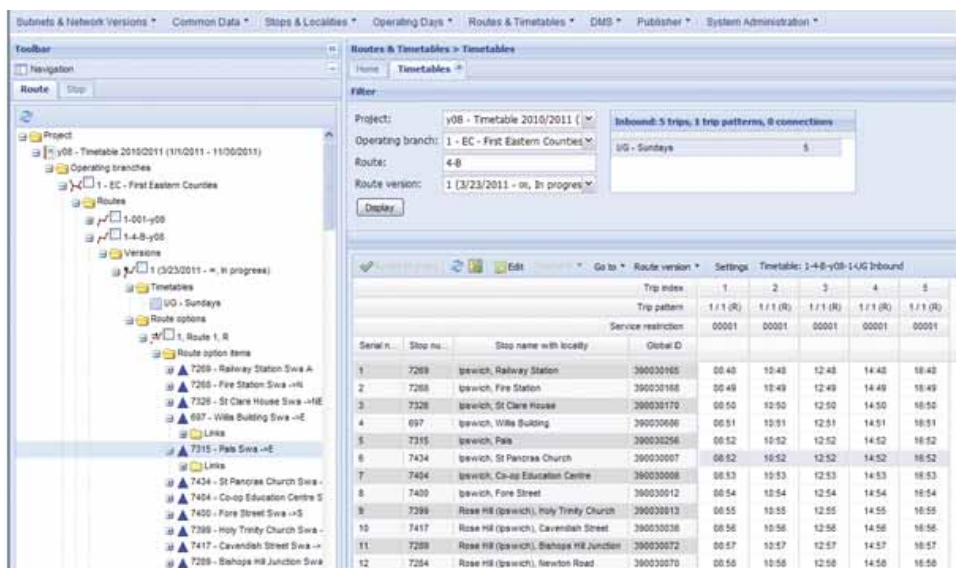 Subnets & Network Versions Common Data Stops & Localities Operating Days Routes & Timetables DMS Publisher System Administration
Toolbar
Navigation
Route Stop
Project
y08 - Timetable 2010/2011 (1/1/2011 - 11/30/2011)
Operating branches
1 - EC - First Eastern Counties
Routes
1-001-y08
1-4-B-y08
Versions
1 (3/23/2011 - ∞, In progress)
Timetables
UG - Sundays
Route options
1, Route 1, R
Route option items
7269 - Railway Station Swa A
7268 - Fire Station Swa ->N
7326 - St Clare House Swa ->NE
697 - Willis Building Swa ->E
Links
7315 - Pals Swa ->E
Links
7434 - St Pancras Church Swa -
7404 - Co-op Education Centre S
7400 - Fore Street Swa ->S
7399 - Holy Trinity Church Swa -
7417 - Cavendish Street Swa ->
7289 - Bishops Hill Junction Swa
Routes & Timetables > Timetables
Home Timetables
Filter
Project: y08 - Timetable 2010/2011 (
Operating branch: 1 - EC - First Eastern Counties
Route: 4-B
Route version: 1 (3/23/2011 - ∞, In progres
Display
Inbound: 5 trips, 1 trip patterns, 0 connections
UG - Sundays 5
Edit Go to Route version Settings Timetable: 1-4-B-y08-1-UG Inbound
Trip index 1 2 3 4 5
Trip pattern 1 / 1 (R) 1 / 1 (R) 1 / 1 (R) 1 / 1 (R) 1 / 1 (R)
Service restriction 00001 00001 00001 00001 00001
Serial n... Stop nu... Stop name with locality Global ID
1 7269 Ipswich, Railway Station 390030165 08:48 10:48 12:48 14:48 16:48
2 7268 Ipswich, Fire Station 390030168 08:49 10:49 12:49 14:49 16:49
3 7326 Ipswich, St Clare House 390030170 08:50 10:50 12:50 14:50 16:50
4 697 Ipswich, Willis Building 390030686 08:51 10:51 12:51 14:51 16:51
5 7315 Ipswich, Pals 390030256 08:52 10:52 12:52 14:52 16:52
6 7434 Ipswich, St Pancras Church 390030007 08:52 10:52 12:52 14:52 16:52
7 7404 Ipswich, Co-op Education Centre 390030008 08:53 10:53 12:53 14:53 16:53
8 7400 Ipswich, Fore Street 390030012 08:54 10:54 12:54 14:54 16:54
9 7399 Rose Hill (Ipswich), Holy Trinity Church 390030013 08:55 10:55 12:55 14:55 16:55
10 7417 Rose Hill (Ipswich), Cavendish Street 390030036 08:56 10:56 12:56 14:56 16:56
11 7289 Rose Hill (Ipswich), Bishops Hill Junction 390030072 08:57 10:57 12:57 14:57 16:57
12 7284 Rose Hill (Ipswich), Newton Road 390030070 08:58 10:58 12:58 14:58 16:58